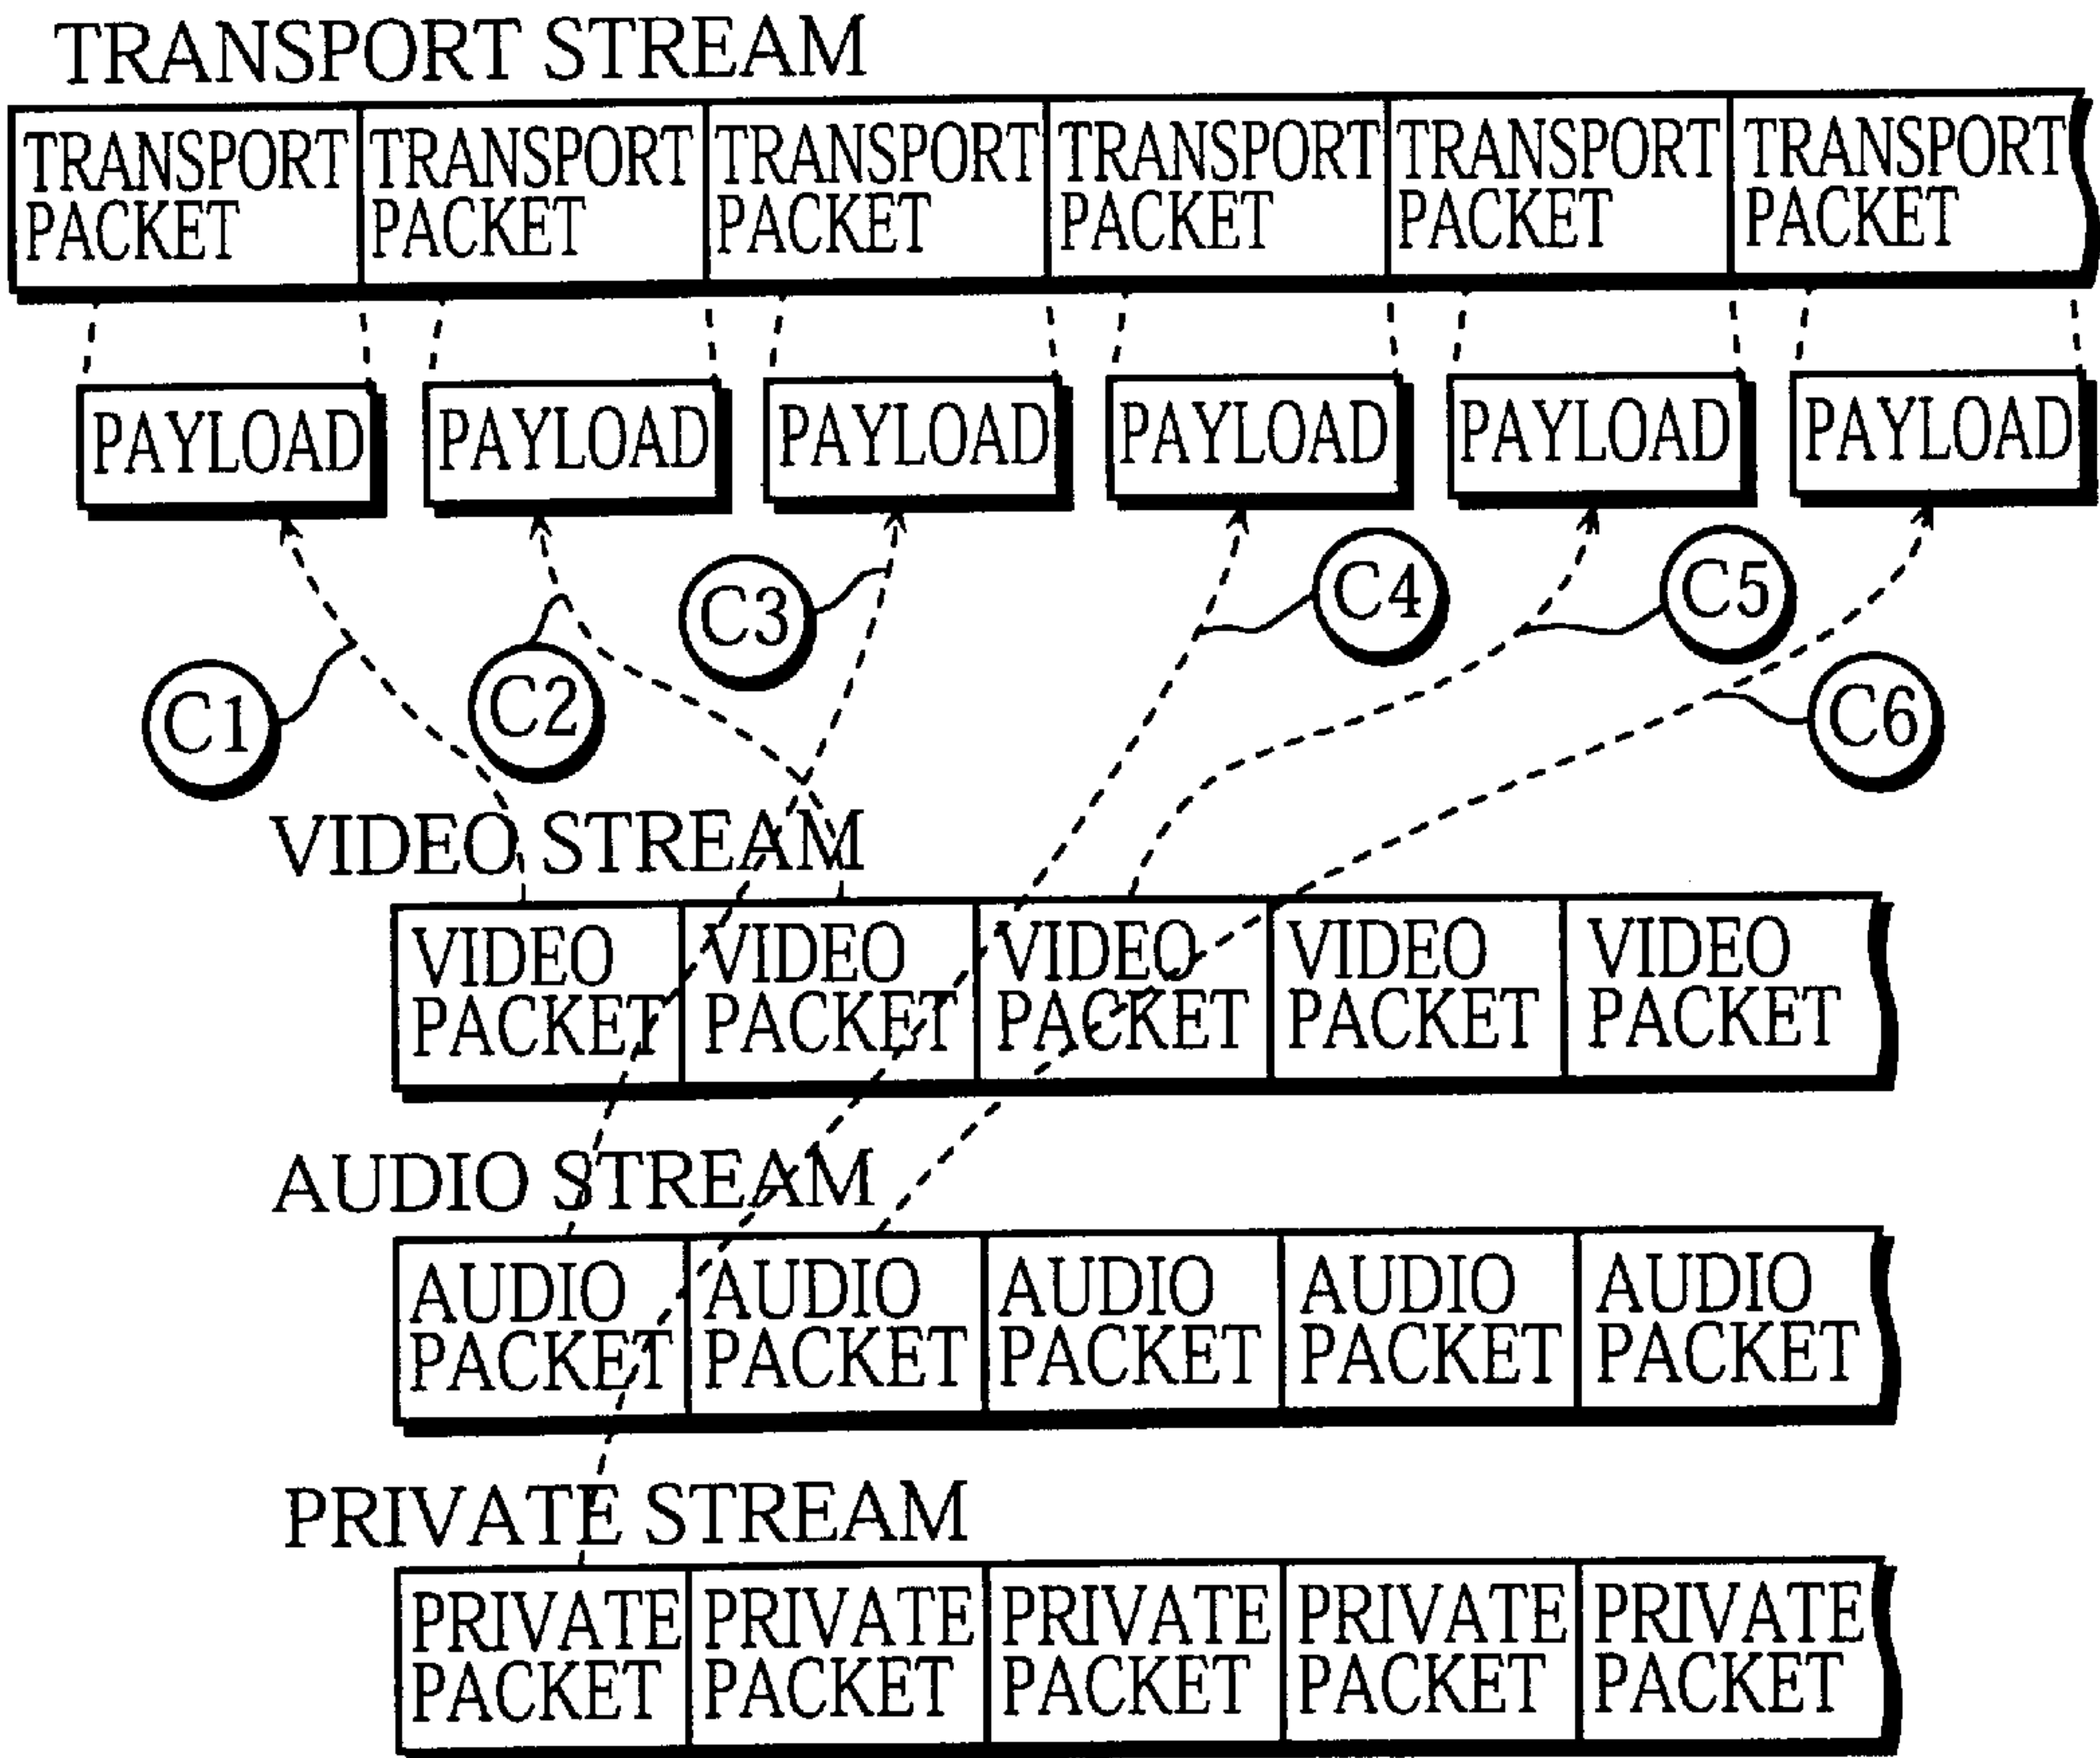 TRANSPORT STREAM
TRANSPORT PACKET
TRANSPORT PACKET
TRANSPORT PACKET
TRANSPORT PACKET
TRANSPORT PACKET
TRANSPORT PACKET
PAYLOAD
PAYLOAD
PAYLOAD
PAYLOAD
PAYLOAD
PAYLOAD
C1
C2
C3
C4
C5
C6
VIDEO STREAM
VIDEO PACKET
VIDEO PACKET
VIDEO PACKET
VIDEO PACKET
VIDEO PACKET
AUDIO STREAM
AUDIO PACKET
AUDIO PACKET
AUDIO PACKET
AUDIO PACKET
AUDIO PACKET
PRIVATE STREAM
PRIVATE PACKET
PRIVATE PACKET
PRIVATE PACKET
PRIVATE PACKET
PRIVATE PACKET